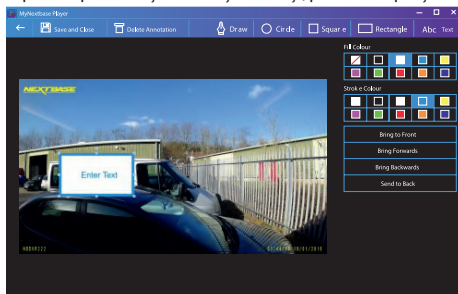 MyNextbase Player
Save and Close
Delete Annotation
Draw
Circle
Square
Rectangle
Abc Text
Fill Colour
NEXTBASE
Stroke Colour
Enter Text
Bring to Front
Bring Forwards
Bring Backwards
Send to Back